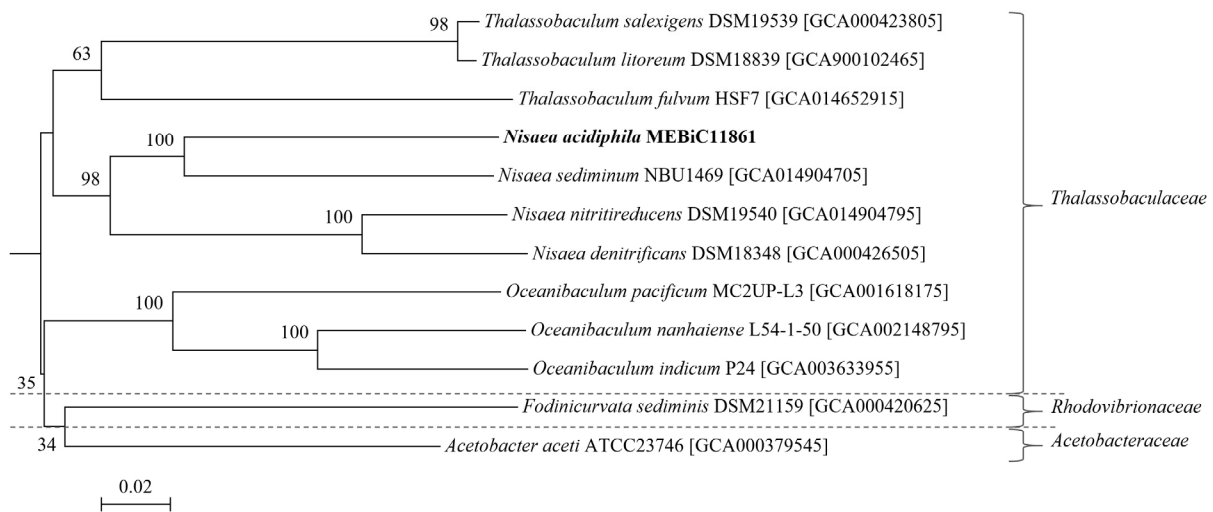 98
Thalassobaculum salexigens DSM19539 [GCA000423805]
63
Thalassobaculum litoreum DSM18839 [GCA900102465]
Thalassobaculum fulvum HSF7 [GCA014652915]
100
Nisaea acidiphila MEBiC11861
98
Nisaea sediminum NBU1469 [GCA014904705]
Thalassobaculaceae
100
Nisaea nitritireducens DSM19540 [GCA014904795]
Nisaea denitrificans DSM18348 [GCA000426505]
100
Oceanibaculum pacificum MC2UP-L3 [GCA001618175]
100
Oceanibaculum nanhaiense L54-1-50 [GCA002148795]
Oceanibaculum indicum P24 [GCA003633955]
35
Fodinicurvata sediminis DSM21159 [GCA000420625]
Rhodovibrionaceae
34
Acetobacter aceti ATCC23746 [GCA000379545]
Acetobacteraceae
0.02